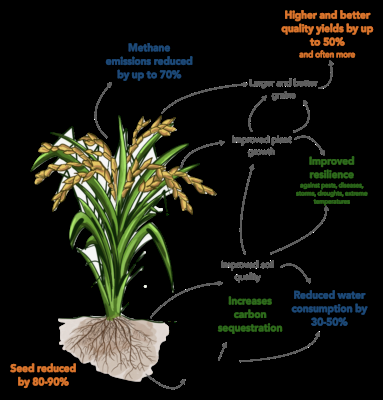 Higher and better
quality yields by up
to 50%
and often more
Methane
emissions reduced
by up to 70%
Larger and better
grains
Improved plant
growth
Improved
resilience
against pests, diseases,
storms, droughts, extreme
temperatures
Improved soil
quality
Increases
carbon
sequestration
Reduced water
consumption by
30-50%
Seed reduced
by 80-90%